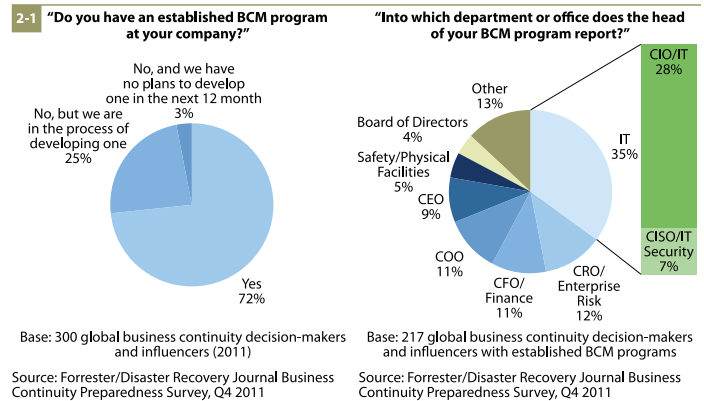 2-1 "Do you have an established BCM program
at your company?"
No, and we have
no plans to develop
one in the next 12 month
3%
No, but we are
in the process of
developing one
25%
Yes
72%
Base: 300 global business continuity decision-makers
and influencers (2011)
Source: Forrester/Disaster Recovery Journal Business
Continuity Preparedness Survey, Q4 2011
"Into which department or office does the head
of your BCM program report?"
Other
13%
Board of Directors
4%
Safety/Physical
Facilities
5%
CEO
9%
COO
11%
CFO/
Finance
11%
CRO/
Enterprise
Risk
12%
IT
35%
CIO/IT
28%
CISO/IT
Security
7%
Base: 217 global business continuity decision-makers
and influencers with established BCM programs
Source: Forrester/Disaster Recovery Journal Business
Continuity Preparedness Survey, Q4 2011